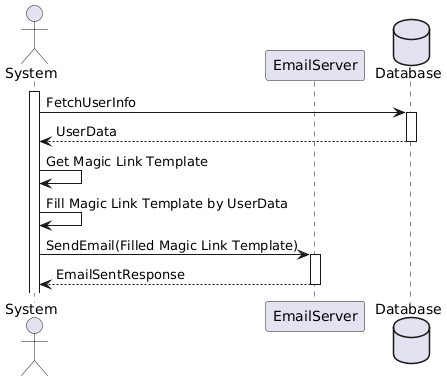 System
EmailServer
Database
FetchUserInfo
UserData
Get Magic Link Template
Fill Magic Link Template by UserData
SendEmail(Filled Magic Link Template)
EmailSentResponse
System
EmailServer
Database